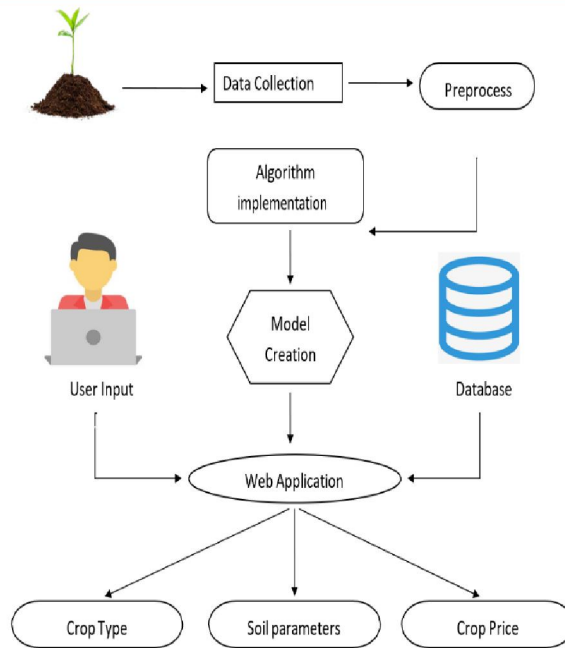 Data Collection
Preprocess
Algorithm
implementation
Model
Creation
User Input
Database
Web Application
Crop Type
Soil parameters
Crop Price